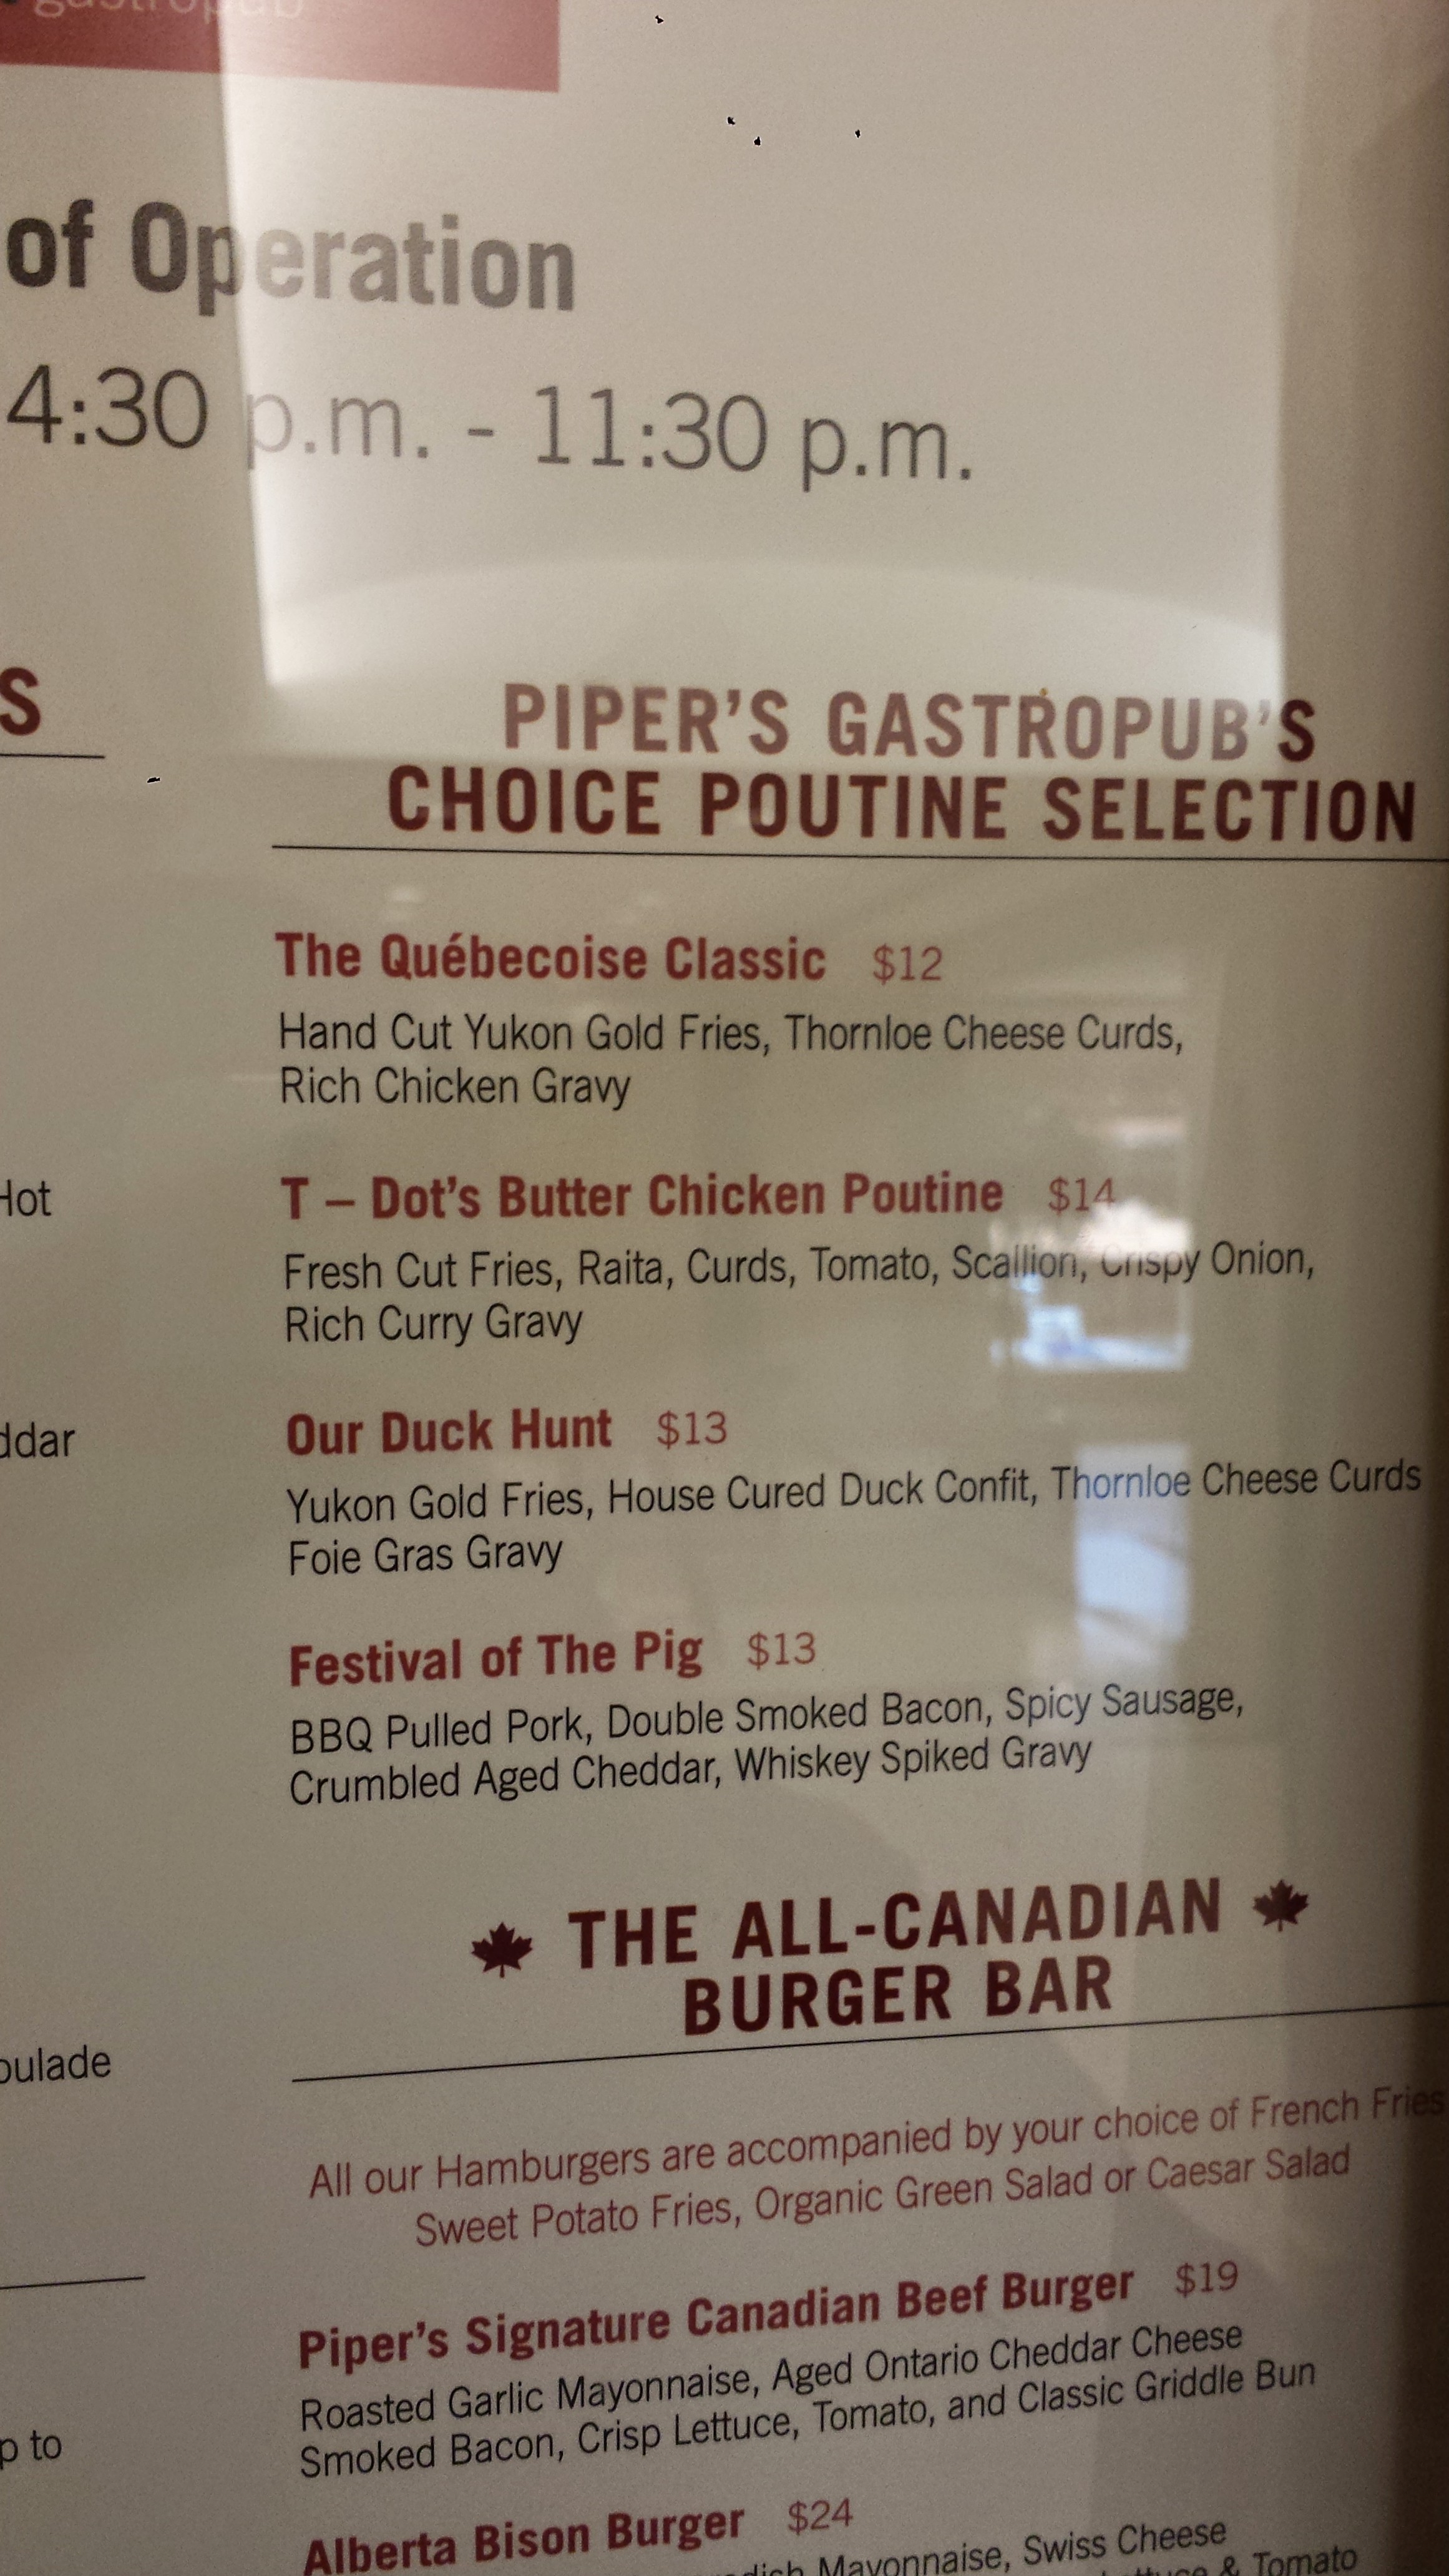 gastropub
of Operation
4:30 p.m. - 11:30 p.m.
S
PIPER'S GASTROPUB'S
CHOICE POUTINE SELECTION
The Québecoise Classic $12
Hand Cut Yukon Gold Fries, Thornloe Cheese Curds,
Rich Chicken Gravy
T – Dot's Butter Chicken Poutine $14
Fresh Cut Fries, Raita, Curds, Tomato, Scallion, Crispy Onion,
Rich Curry Gravy
Our Duck Hunt $13
Yukon Gold Fries, House Cured Duck Confit, Thornloe Cheese Curds
Foie Gras Gravy
Festival of The Pig $13
BBQ Pulled Pork, Double Smoked Bacon, Spicy Sausage,
Crumbled Aged Cheddar, Whiskey Spiked Gravy
THE ALL-CANADIAN
BURGER BAR
All our Hamburgers are accompanied by your choice of French Fries
Sweet Potato Fries, Organic Green Salad or Caesar Salad
Piper's Signature Canadian Beef Burger $19
Roasted Garlic Mayonnaise, Aged Ontario Cheddar Cheese
Smoked Bacon, Crisp Lettuce, Tomato, and Classic Griddle Bun
Alberta Bison Burger $24
Mayonnaise, Swiss Cheese
& Tomato
Hot
ddar
oulade
p to